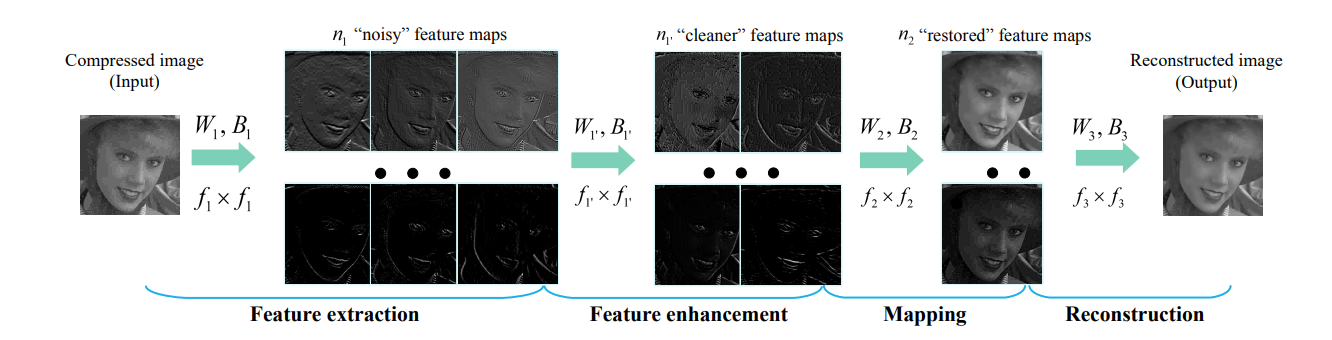 Compressed image
(Input)
W1, B1
f1 × f1
n1 “noisy” feature maps
W1', B1'
f1' × f1'
n1' “cleaner” feature maps
W2, B2
f2 × f2
n2 “restored” feature maps
W3, B3
f3 × f3
Reconstructed image
(Output)
Feature extraction
Feature enhancement
Mapping
Reconstruction